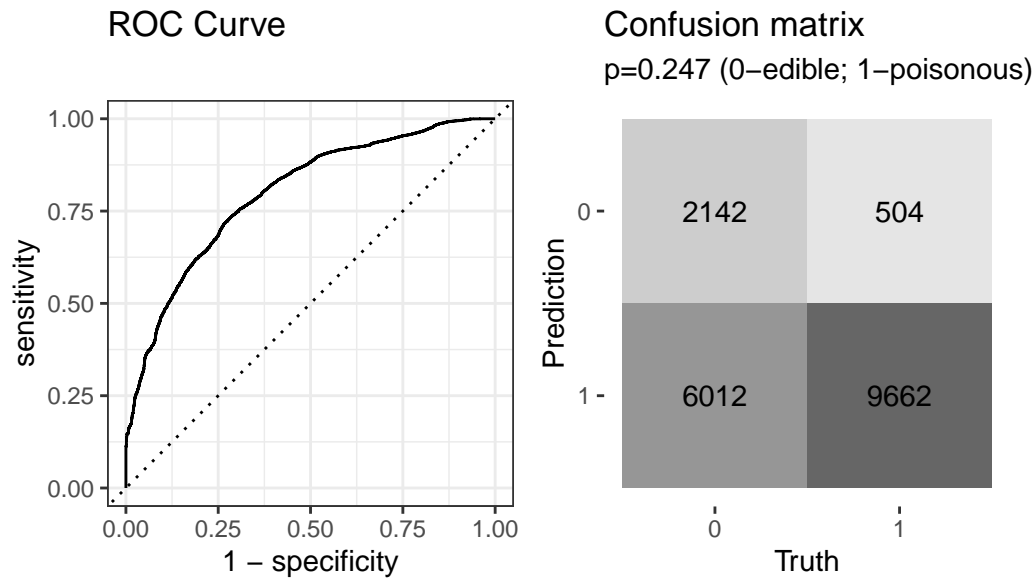 ROC Curve
1.00
0.75
0.50
0.25
0.00
sensitivity
0.00 0.25 0.50 0.75 1.00
1 − specificity
Confusion matrix
p=0.247 (0−edible; 1−poisonous)
Prediction
0 2142 504
1 6012 9662
0 1
Truth